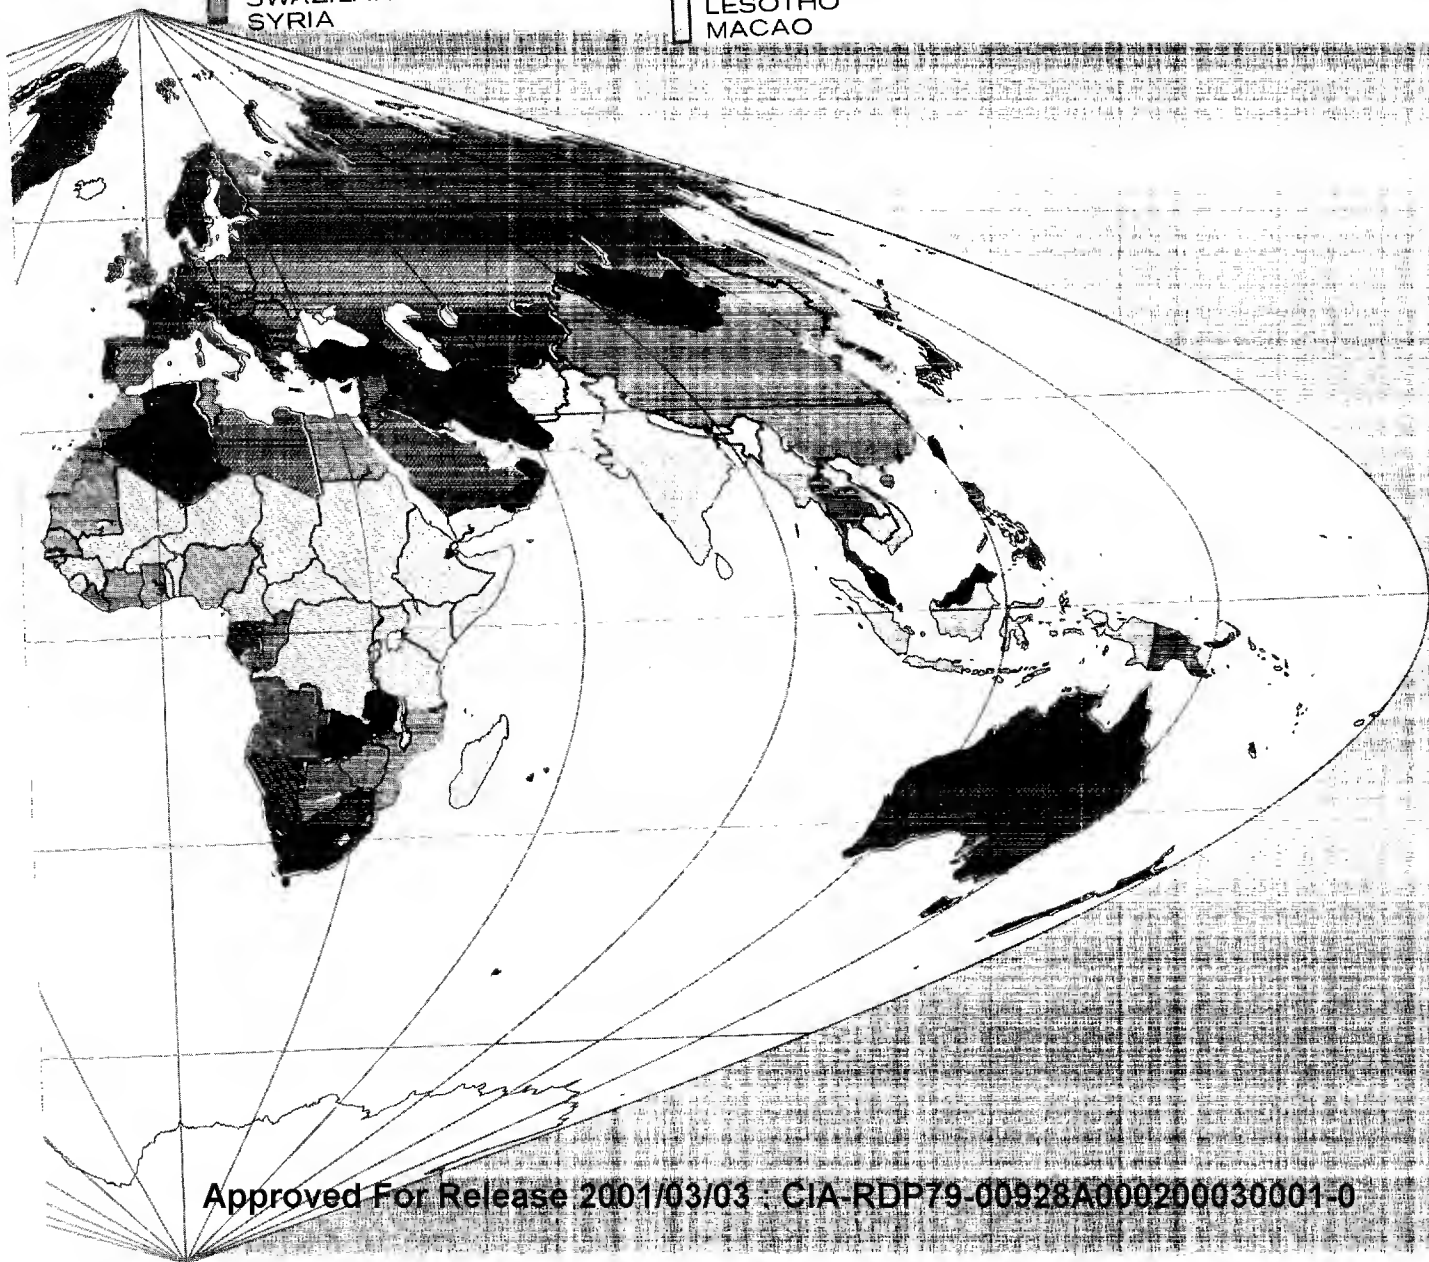 SYRIA
LESOTHO
MACAO
Approved For Release 2001/03/03 : CIA-RDP79-00928A000200030001-0